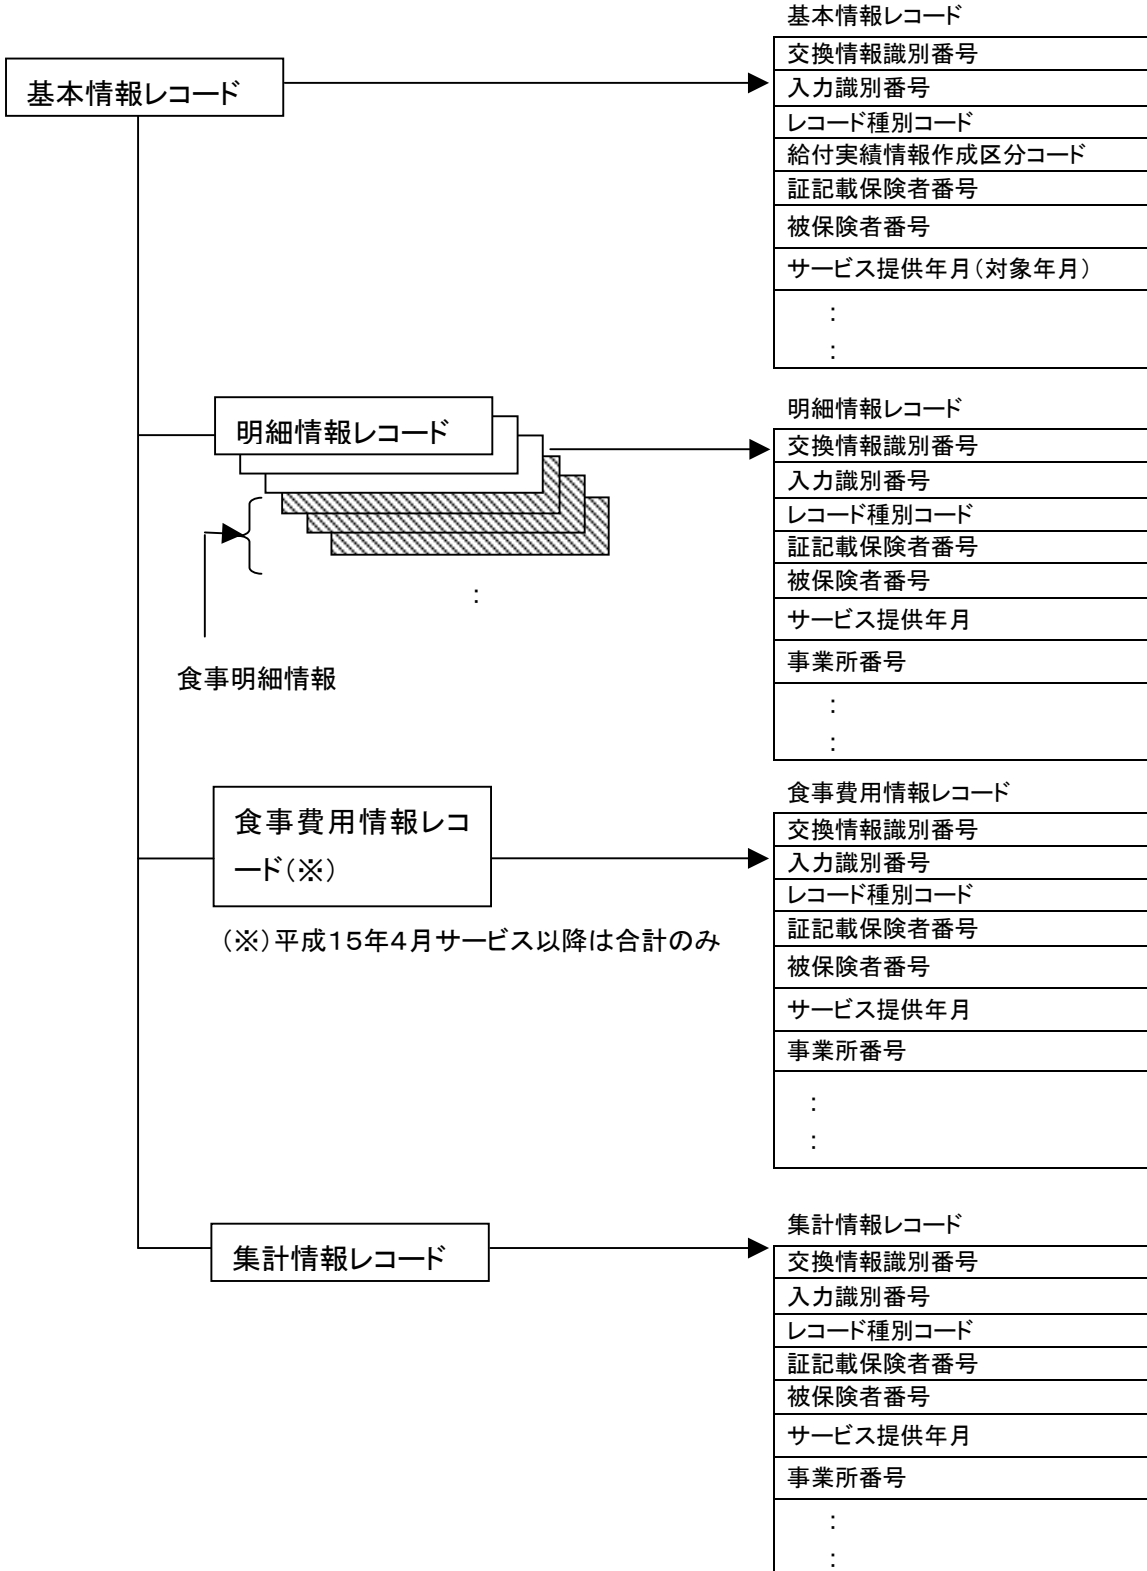 基本情報レコード
基本情報レコード
交換情報識別番号
入力識別番号
レコード種別コード
給付実績情報作成区分コード
証記載保険者番号
被保険者番号
サービス提供年月(対象年月)
:
:
明細情報レコード
:
食事明細情報
明細情報レコード
交換情報識別番号
入力識別番号
レコード種別コード
証記載保険者番号
被保険者番号
サービス提供年月
事業所番号
:
:
食事費用情報レコ
ード(※)
(※)平成15年4月サービス以降は合計のみ
食事費用情報レコード
交換情報識別番号
入力識別番号
レコード種別コード
証記載保険者番号
被保険者番号
サービス提供年月
事業所番号
:
:
集計情報レコード
集計情報レコード
交換情報識別番号
入力識別番号
レコード種別コード
証記載保険者番号
被保険者番号
サービス提供年月
事業所番号
:
: